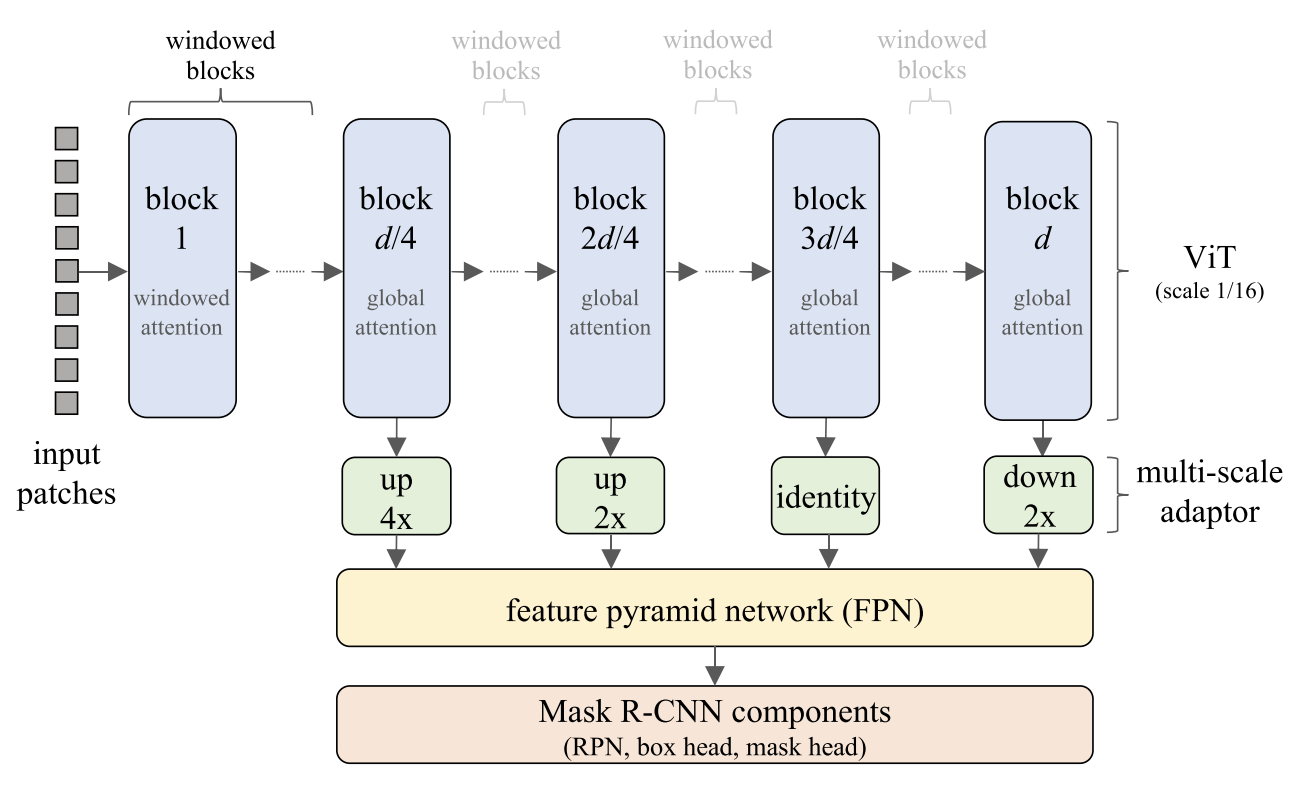 windowed
blocks
windowed
blocks
windowed
blocks
windowed
blocks
block
1
windowed
attention
block
d/4
global
attention
block
2d/4
global
attention
block
3d/4
global
attention
block
d
global
attention
ViT
(scale 1/16)
input
patches
up
4x
up
2x
identity
down
2x
multi-scale
adaptor
feature pyramid network (FPN)
Mask R-CNN components
(RPN, box head, mask head)